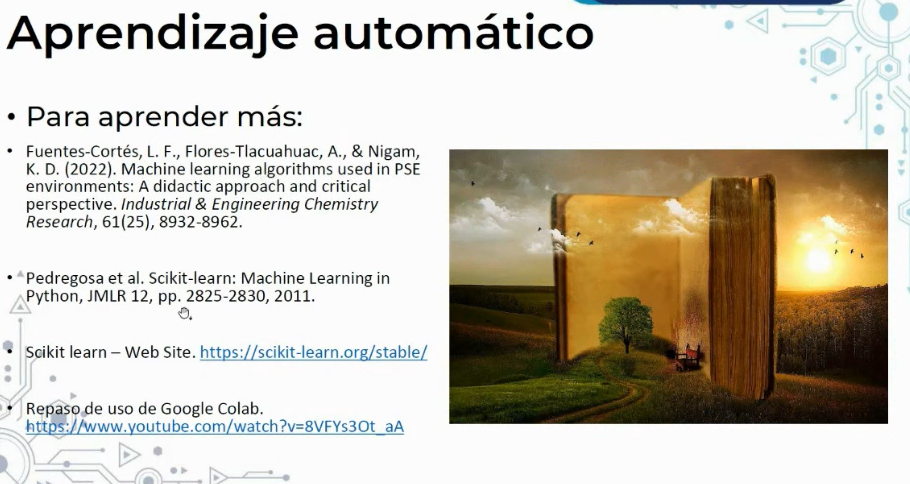 Aprendizaje automático
• Para aprender más:
• Fuentes-Cortés, L. F., Flores-Tlacuahuac, A., & Nigam,
K. D. (2022). Machine learning algorithms used in PSE
environments: A didactic approach and critical
perspective. Industrial & Engineering Chemistry
Research, 61(25), 8932-8962.
• Pedregosa et al. Scikit-learn: Machine Learning in
Python, JMLR 12, pp. 2825-2830, 2011.
• Scikit learn – Web Site. https://scikit-learn.org/stable/
• Repaso de uso de Google Colab.
https://www.youtube.com/watch?v=8VFYs3Ot_aA